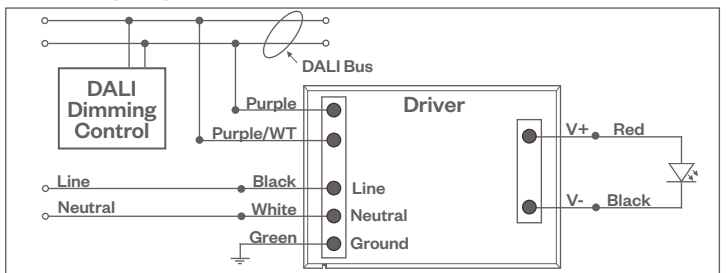 DALI Bus
DALI
Dimming
Control
Driver
Purple
Purple/WT
V+ Red
Line Black Line
V- Black
Neutral White Neutral
Green Ground